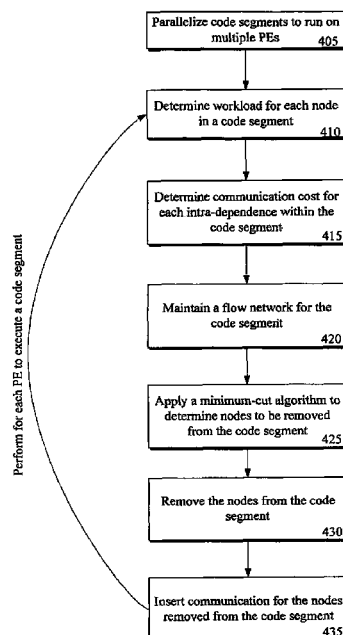 Parallelize code segments to run on
multiple PEs
405
Determine workload for each node
in a code segment
410
Determine communication cost for
each intra-dependence within the
code segment
415
Maintain a flow network for the
code segment
420
Apply a minimum-cut algorithm to
determine nodes to be removed
from the code segment
425
Remove the nodes from the code
segment
430
Insert communication for the nodes
removed from the code segment
435
Perform for each PE to execute a code segment